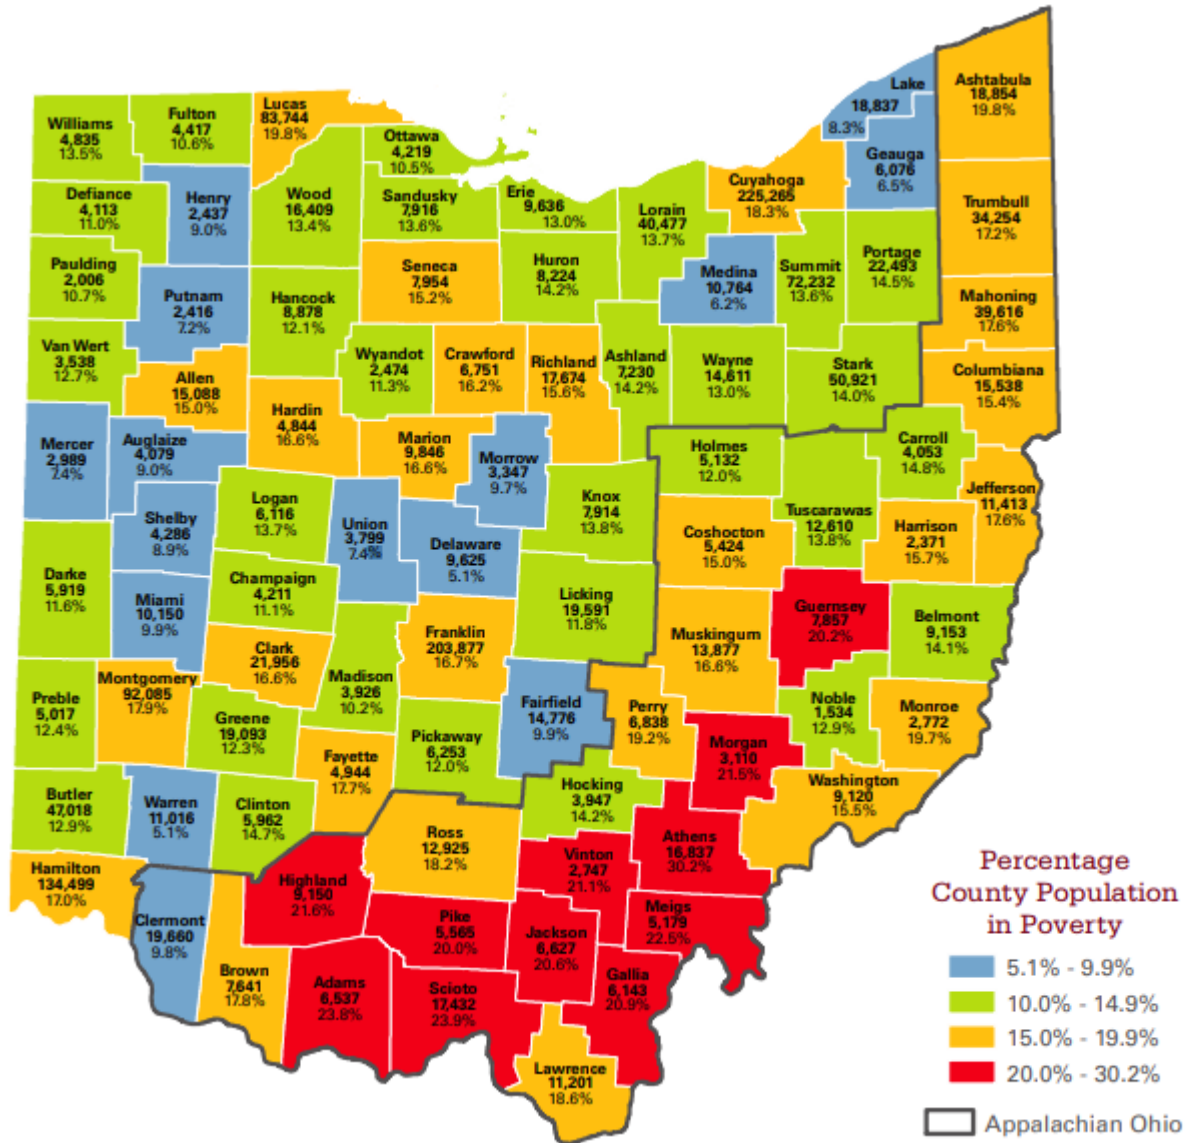 Williams
4,835
13.5%
Fulton
4,417
10.6%
Lucas
83,744
19.8%
Ottawa
4,219
10.5%
Lake
18,837
8.3%
Ashtabula
18,854
19.8%
Geauga
6,076
6.5%
Defiance
4,113
11.0%
Henry
2,437
9.0%
Wood
16,409
13.4%
Sandusky
7,916
13.6%
Erie
9,636
13.0%
Lorain
40,477
13.7%
Cuyahoga
225,265
18.3%
Trumbull
34,254
17.2%
Paulding
2,006
10.7%
Putnam
2,416
7.2%
Hancock
8,878
12.1%
Seneca
7,954
15.2%
Huron
8,224
14.2%
Medina
10,764
6.2%
Summit
72,232
13.6%
Portage
22,493
14.5%
Mahoning
39,616
17.6%
Van Wert
3,538
12.7%
Allen
15,088
15.0%
Wyandot
2,474
11.3%
Crawford
6,751
16.2%
Richland
17,674
15.6%
Ashland
7,230
14.2%
Wayne
14,611
13.0%
Stark
50,921
14.0%
Columbiana
15,538
15.4%
Mercer
2,989
7.4%
Auglaize
4,079
9.0%
Hardin
4,844
16.6%
Marion
9,846
16.6%
Morrow
3,347
9.7%
Holmes
5,132
12.0%
Carroll
4,053
14.8%
Jefferson
11,413
17.6%
Shelby
4,286
8.9%
Logan
6,116
13.7%
Union
3,799
7.4%
Delaware
9,625
5.1%
Knox
7,914
13.8%
Coshocton
5,424
15.0%
Tuscarawas
12,610
13.8%
Harrison
2,371
15.7%
Darke
5,919
11.6%
Miami
10,150
9.9%
Champaign
4,211
11.1%
Licking
19,591
11.8%
Guernsey
7,857
20.2%
Belmont
9,153
14.1%
Clark
21,956
16.6%
Franklin
203,877
16.7%
Muskingum
13,877
16.6%
Preble
5,017
12.4%
Montgomery
92,085
17.9%
Greene
19,093
12.3%
Madison
3,926
10.2%
Pickaway
6,253
12.0%
Fairfield
14,776
9.9%
Perry
6,838
19.2%
Noble
1,534
12.9%
Monroe
2,772
19.7%
Fayette
4,944
17.7%
Morgan
3,110
21.5%
Washington
9,120
15.5%
Butler
47,018
12.9%
Warren
11,016
5.1%
Clinton
5,962
14.7%
Hocking
3,947
14.2%
Ross
12,925
18.2%
Athens
16,837
30.2%
Hamilton
134,499
17.0%
Highland
9,150
21.6%
Vinton
2,747
21.1%
Clermont
19,660
9.8%
Pike
5,565
20.0%
Jackson
6,627
20.6%
Meigs
5,179
22.5%
Brown
7,641
17.8%
Adams
6,537
23.8%
Scioto
17,432
23.9%
Gallia
6,143
20.9%
Lawrence
11,201
18.6%
Percentage
County Population
in Poverty
5.1% - 9.9%
10.0% - 14.9%
15.0% - 19.9%
20.0% - 30.2%
Appalachian Ohio